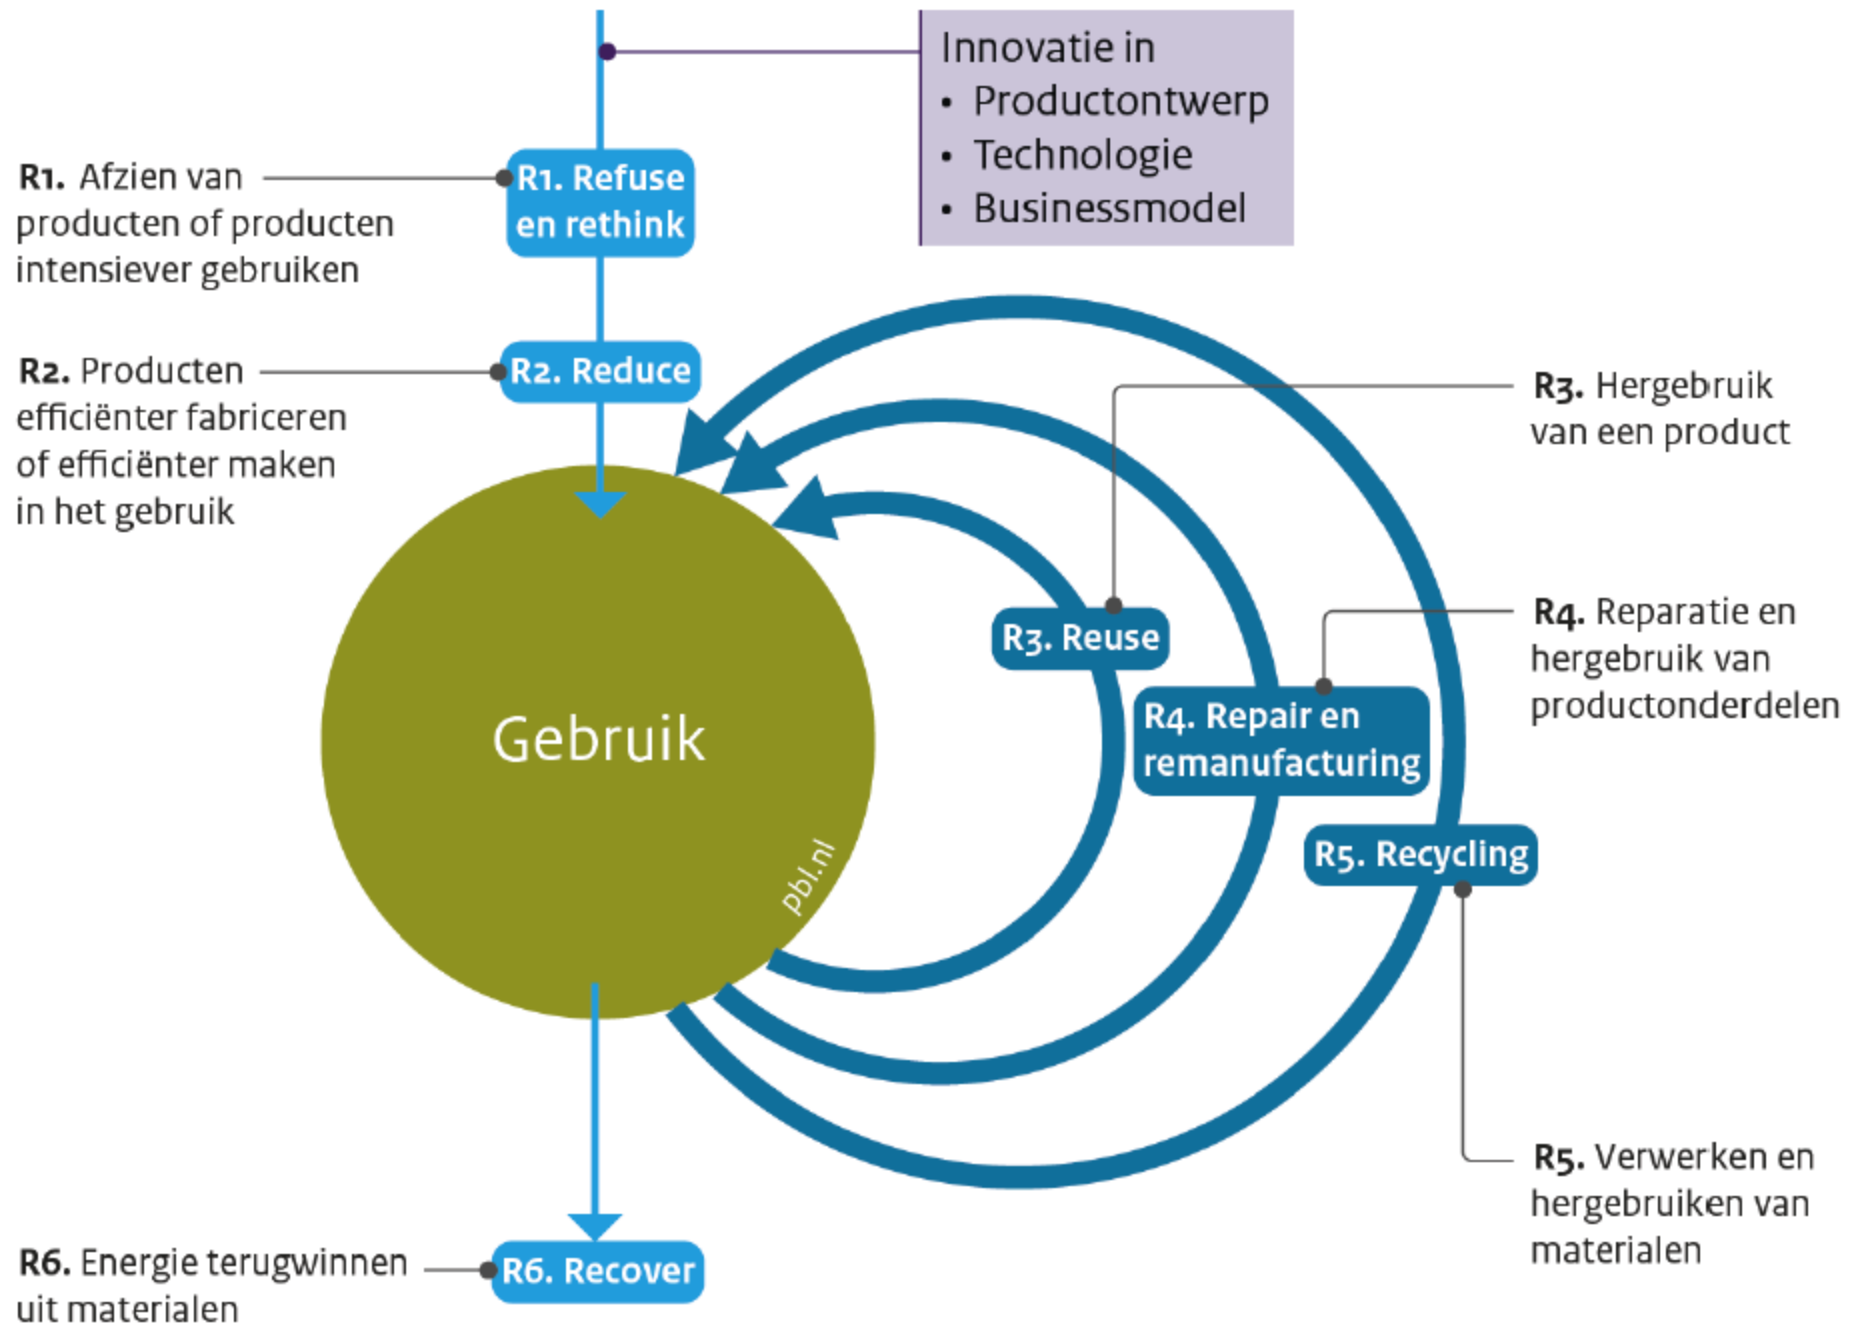 Innovatie in
• Productontwerp
• Technologie
• Businessmodel
R1. Afzien van
producten of producten
intensiever gebruiken
R1. Refuse
en rethink
R2. Producten
efficiënter fabriceren
of efficiënter maken
in het gebruik
R2. Reduce
R3. Hergebruik
van een product
R3. Reuse
R4. Reparatie en
hergebruik van
productonderdelen
R4. Repair en
remanufacturing
Gebruik
pbl.nl
R5. Recycling
R5. Verwerken en
hergebruiken van
materialen
R6. Energie terugwinnen
uit materialen
R6. Recover